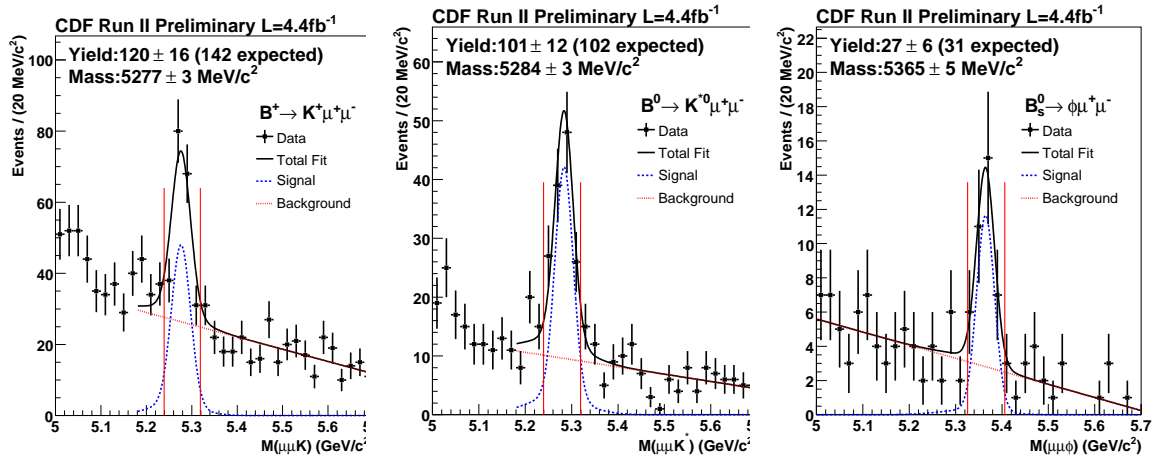 CDF Run II Preliminary L=4.4fb⁻¹
Yield:120 ± 16 (142 expected)
Mass:5277 ± 3 MeV/c²
B⁺→ K⁺μ⁺μ⁻
Data
Total Fit
Signal
Background
Events / (20 MeV/c²)
100
80
60
40
20
0
5 5.1 5.2 5.3 5.4 5.5 5.6
M(μμK) (GeV/c²
CDF Run II Preliminary L=4.4fb⁻¹
Yield:101 ± 12 (102 expected)
Mass:5284 ± 3 MeV/c²
B⁰→ K*⁰μ⁺μ⁻
Data
Total Fit
Signal
Background
Events / (20 MeV/c²)
60
50
40
30
20
10
0
5 5.1 5.2 5.3 5.4 5.5 5.6
M(μμK*) (GeV/c²
CDF Run II Preliminary L=4.4fb⁻¹
Yield:27 ± 6 (31 expected)
Mass:5365 ± 5 MeV/c²
B⁰ₛ→ φμ⁺μ⁻
Data
Total Fit
Signal
Background
Events / (20 MeV/c²)
22
20
18
16
14
12
10
8
6
4
2
0
5 5.1 5.2 5.3 5.4 5.5 5.6 5.7
M(μμφ) (GeV/c²)